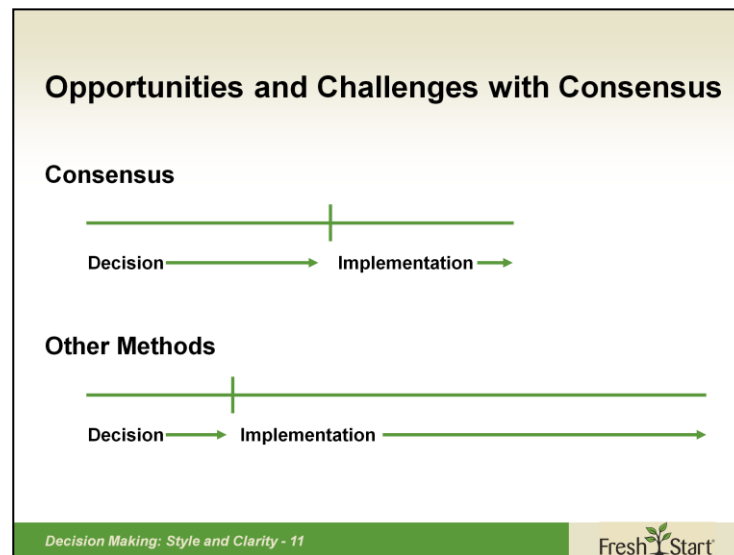 Opportunities and Challenges with Consensus
Consensus
Decision Implementation
Other Methods
Decision Implementation
Decision Making: Style and Clarity - 11
Fresh Start